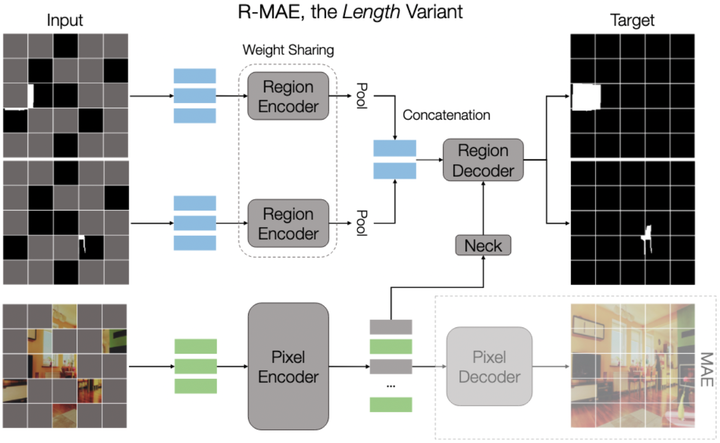 R-MAE, the Length Variant
Input
Target
Weight Sharing
Region
Encoder
Pool
Concatenation
Region
Decoder
Region
Encoder
Pool
Neck
Pixel
Encoder
...
Pixel
Decoder
MAE